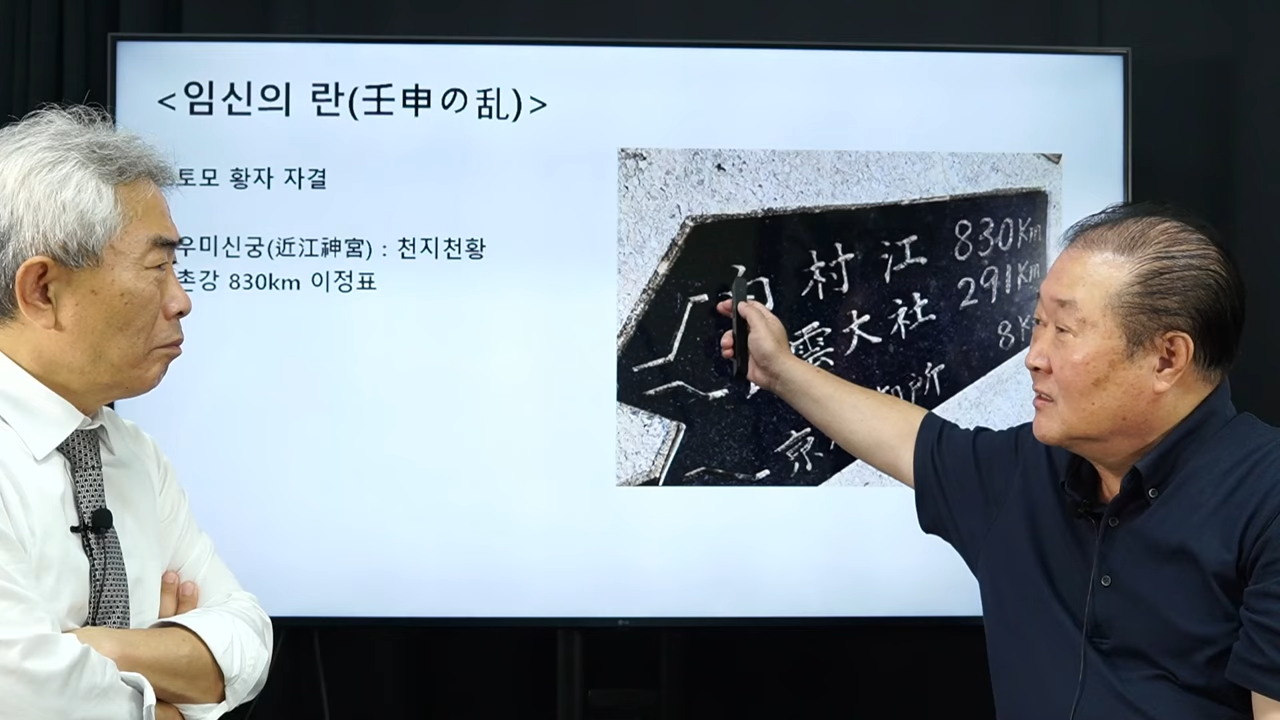 <임신의 란(壬申の乱)>
토모 황자 자결
우미신궁(近江神宮) : 천지천황
촌강 830km 이정표
村江 830Km
雲大社 291Km
所
京
LG